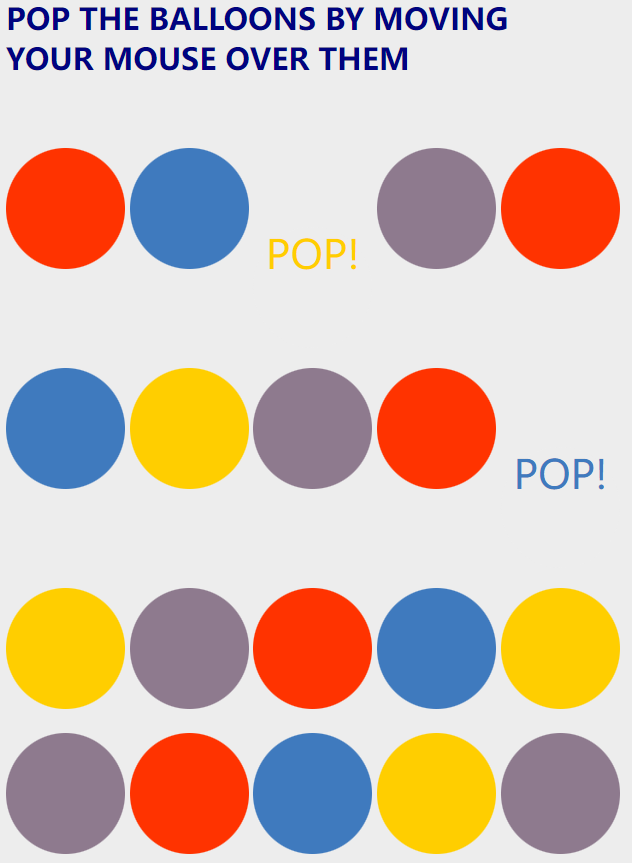 POP THE BALLOONS BY MOVING
YOUR MOUSE OVER THEM
POP!
POP!